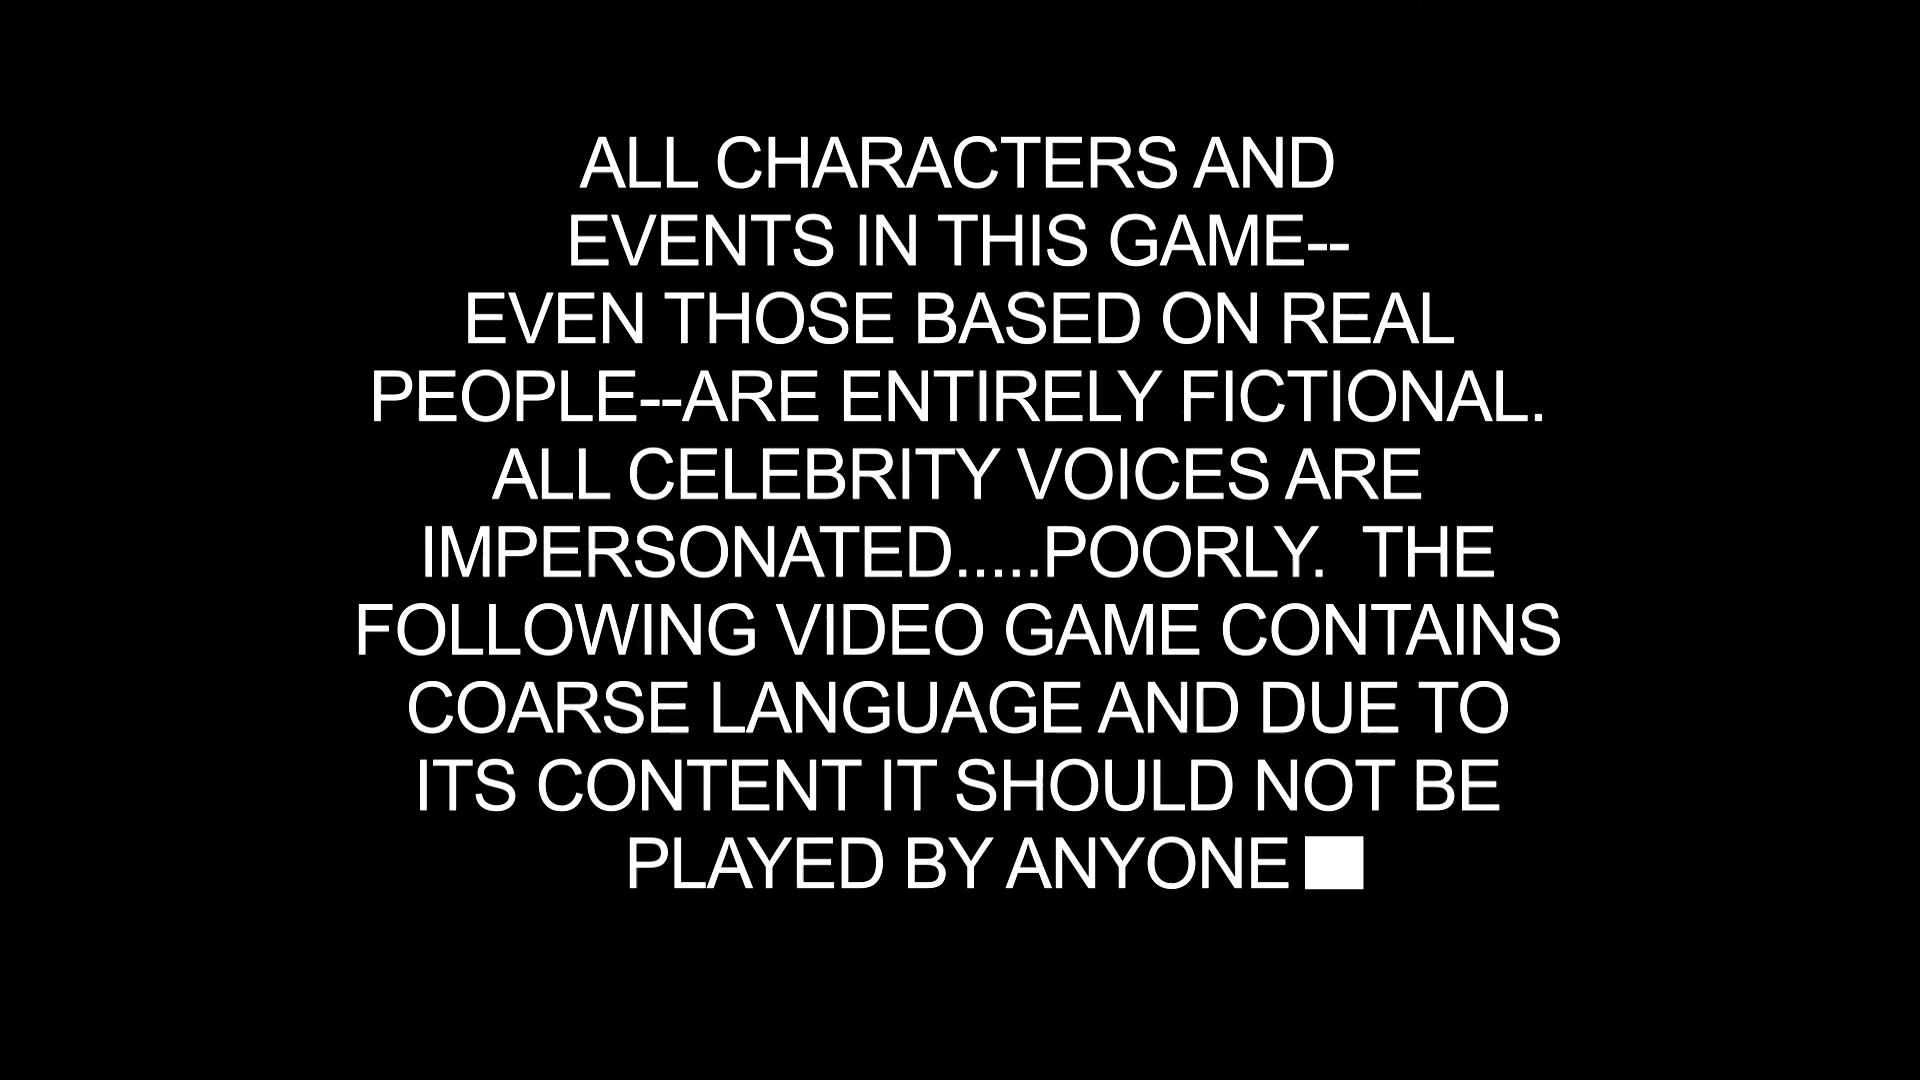 ALL CHARACTERS AND
EVENTS IN THIS GAME--
EVEN THOSE BASED ON REAL
PEOPLE--ARE ENTIRELY FICTIONAL.
ALL CELEBRITY VOICES ARE
IMPERSONATED.....POORLY.  THE
FOLLOWING VIDEO GAME CONTAINS
COARSE LANGUAGE AND DUE TO
ITS CONTENT IT SHOULD NOT BE
PLAYED BY ANYONE ■